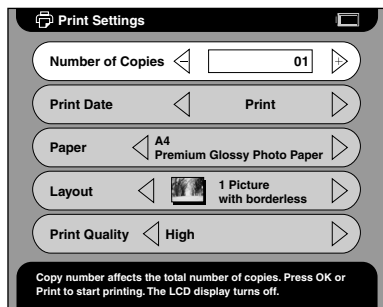 Print Settings
Number of Copies - 01 +
Print Date Print
Paper A4
Premium Glossy Photo Paper
Layout 1 Picture
with borderless
Print Quality High
Copy number affects the total number of copies. Press OK or
Print to start printing. The LCD display turns off.